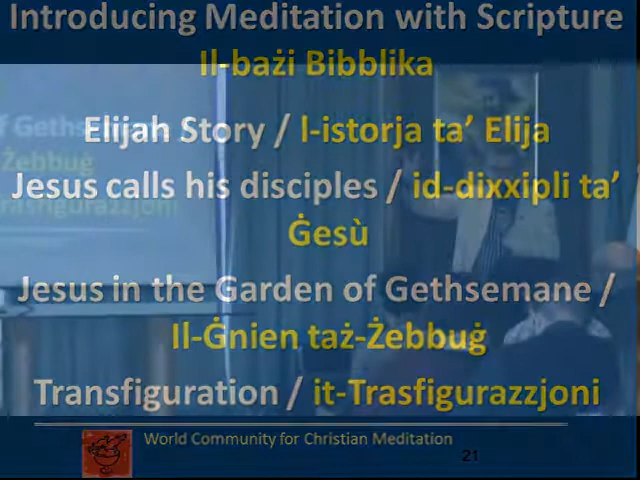 Introducing Meditation with Scripture
Il-bażi Bibblika
Elijah Story / l-istorja ta’ Elija
Jesus calls his disciples / id-dixxipli ta’
Ġesù
Jesus in the Garden of Gethsemane /
Il-Ġnien taż-Żebbuġ
Transfiguration / it-Trasfigurazzjoni
World Community for Christian Meditation
21